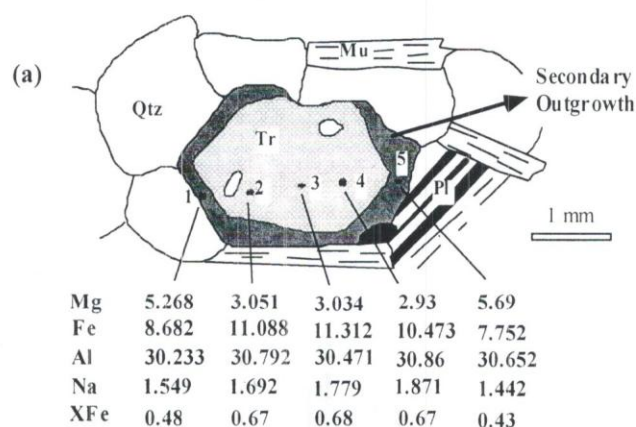 (a)
Mu
Secondary
Outgrowth
Qtz
Tr
5
1
2
3
4
Pl
1 mm
Mg 5.268 3.051 3.034 2.93 5.69
Fe 8.682 11.088 11.312 10.473 7.752
Al 30.233 30.792 30.471 30.86 30.652
Na 1.549 1.692 1.779 1.871 1.442
XFe 0.48 0.67 0.68 0.67 0.43